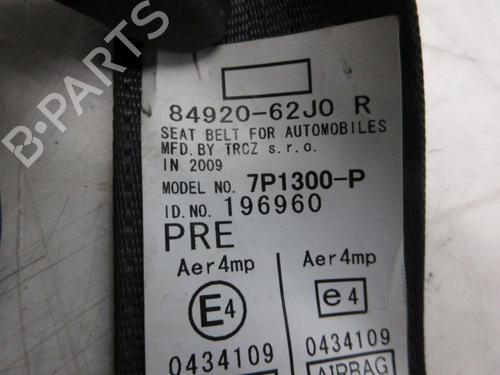 84920-62J0 R
SEAT BELT FOR AUTOMOBILES
MFD.BY TRCZ s.r.o.
IN 2009
MODEL NO. 7P1300-P
ID.NO. 196960
PRE
Aer4mp Aer4mp
E4 e4
0434109 0434109
AIRBAG
B-PARTS